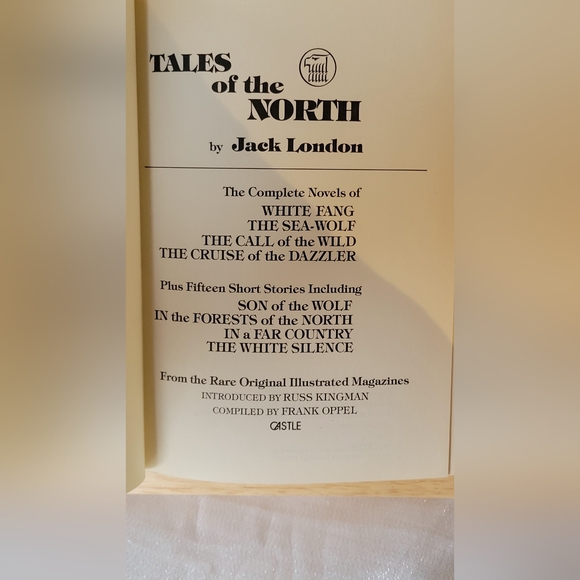 TALES
of the
NORTH
by Jack London
The Complete Novels of
WHITE FANG
THE SEA-WOLF
THE CALL of the WILD
THE CRUISE of the DAZZLER
Plus Fifteen Short Stories Including
SON of the WOLF
IN the FORESTS of the NORTH
IN a FAR COUNTRY
THE WHITE SILENCE
From the Rare Original Illustrated Magazines
INTRODUCED BY RUSS KINGMAN
COMPILED BY FRANK OPPEL
CASTLE